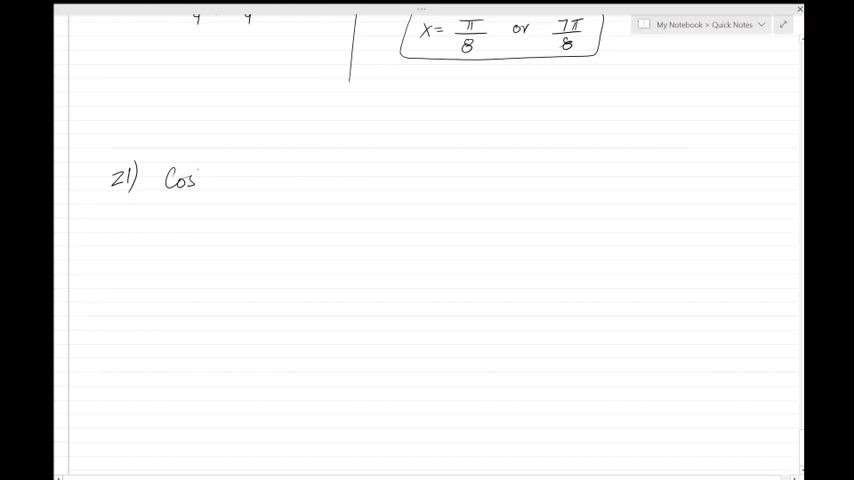 My Notebook > Quick Notes
x = π/8 or 7π/8
21) Cos